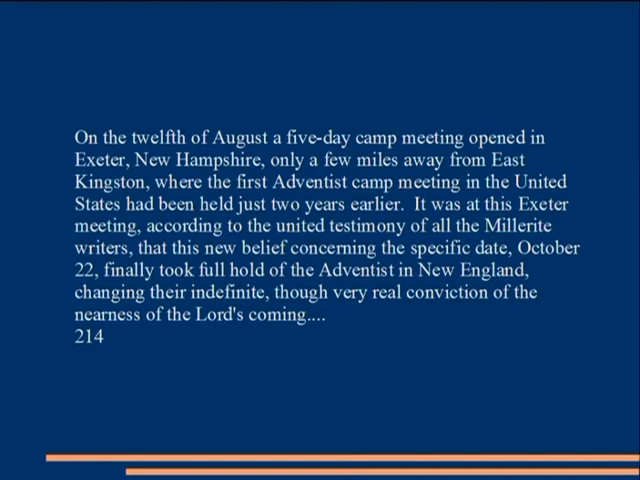 On the twelfth of August a five-day camp meeting opened in
Exeter, New Hampshire, only a few miles away from East
Kingston, where the first Adventist camp meeting in the United
States had been held just two years earlier.  It was at this Exeter
meeting, according to the united testimony of all the Millerite
writers, that this new belief concerning the specific date, October
22, finally took full hold of the Adventist in New England,
changing their indefinite, though very real conviction of the
nearness of the Lord's coming....
214